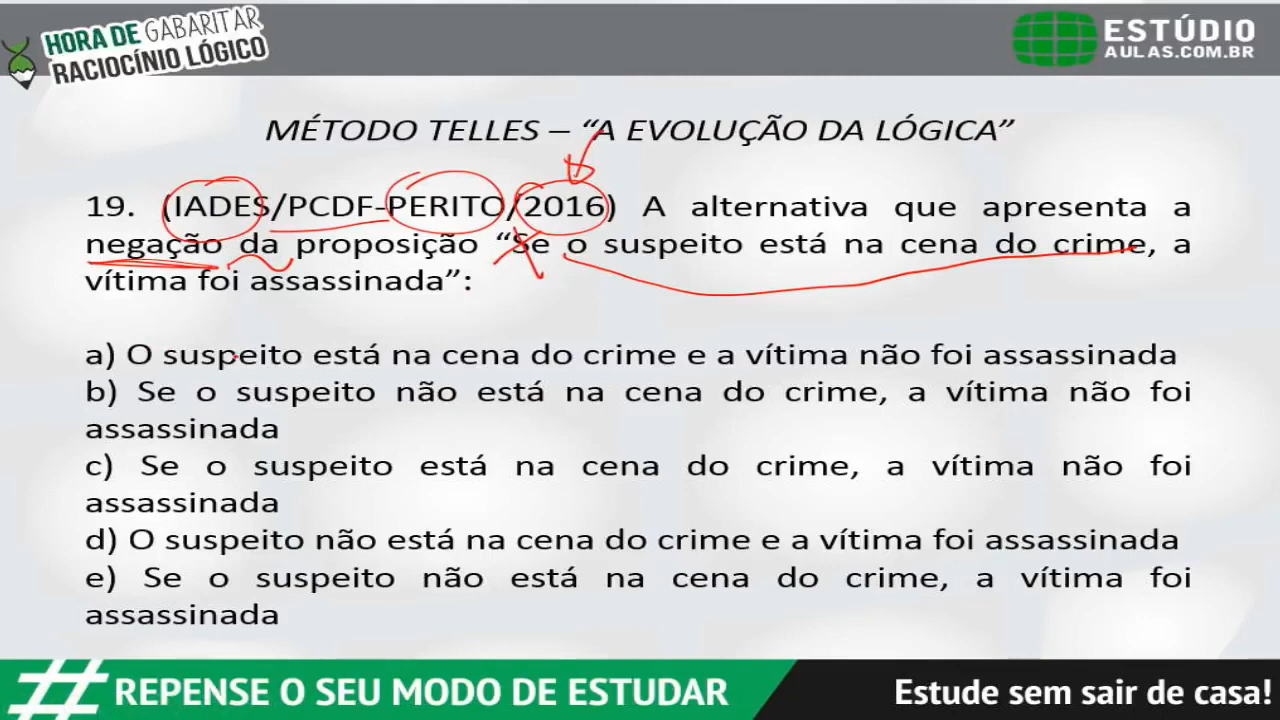 HORA DE GABARITAR
RACIOCÍNIO LÓGICO
ESTÚDIO
AULAS.COM.BR
MÉTODO TELLES – “A EVOLUÇÃO DA LÓGICA”
19. (IADES/PCDF-PERITO/2016) A alternativa que apresenta a
negação da proposição “Se o suspeito está na cena do crime, a
vítima foi assassinada”:
a) O suspeito está na cena do crime e a vítima não foi assassinada
b) Se o suspeito não está na cena do crime, a vítima não foi
assassinada
c) Se o suspeito está na cena do crime, a vítima não foi
assassinada
d) O suspeito não está na cena do crime e a vítima foi assassinada
e) Se o suspeito não está na cena do crime, a vítima foi
assassinada
# REPENSE O SEU MODO DE ESTUDAR
Estude sem sair de casa!